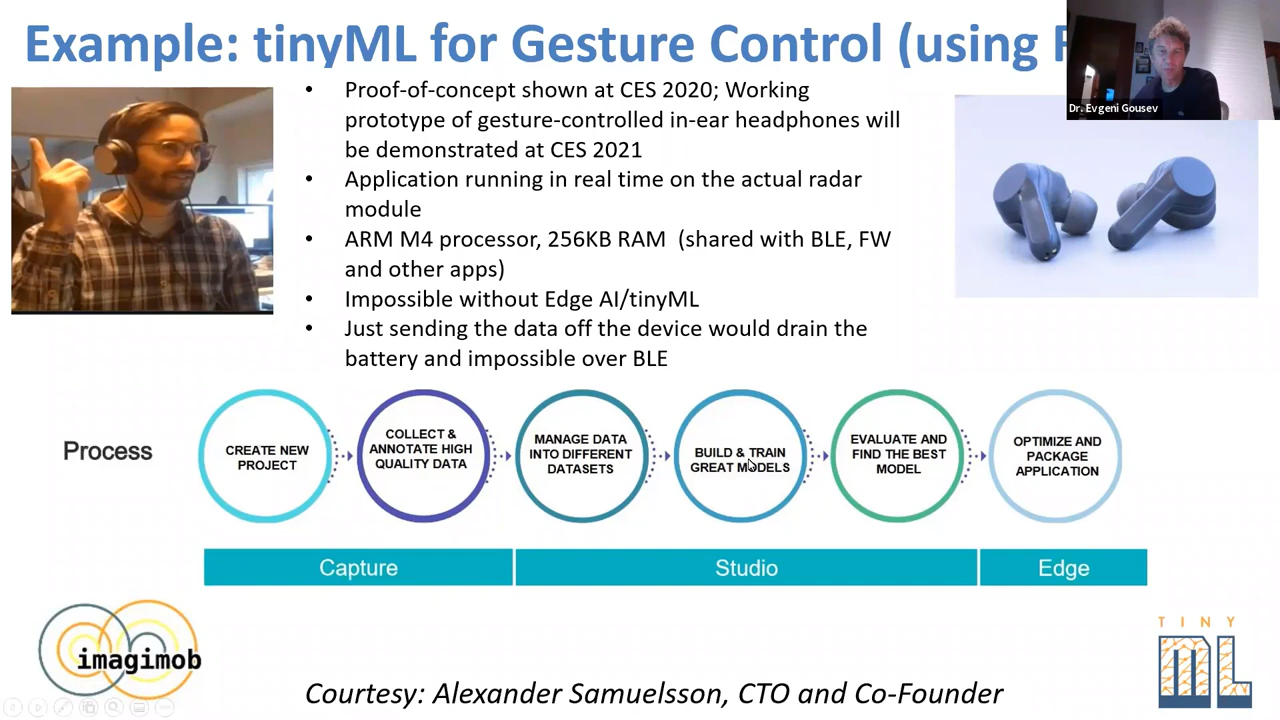 Example: tinyML for Gesture Control (using
Dr. Evgeni Gousev
• Proof-of-concept shown at CES 2020; Working
prototype of gesture-controlled in-ear headphones will
be demonstrated at CES 2021
• Application running in real time on the actual radar
module
• ARM M4 processor, 256KB RAM (shared with BLE, FW
and other apps)
• Impossible without Edge AI/tinyML
• Just sending the data off the device would drain the
battery and impossible over BLE
Process
CREATE NEW
PROJECT
COLLECT &
ANNOTATE HIGH
QUALITY DATA
MANAGE DATA
INTO DIFFERENT
DATASETS
BUILD & TRAIN
GREAT MODELS
EVALUATE AND
FIND THE BEST
MODEL
OPTIMIZE AND
PACKAGE
APPLICATION
Capture
Studio
Edge
imagimob
TINY
ML
Courtesy: Alexander Samuelsson, CTO and Co-Founder